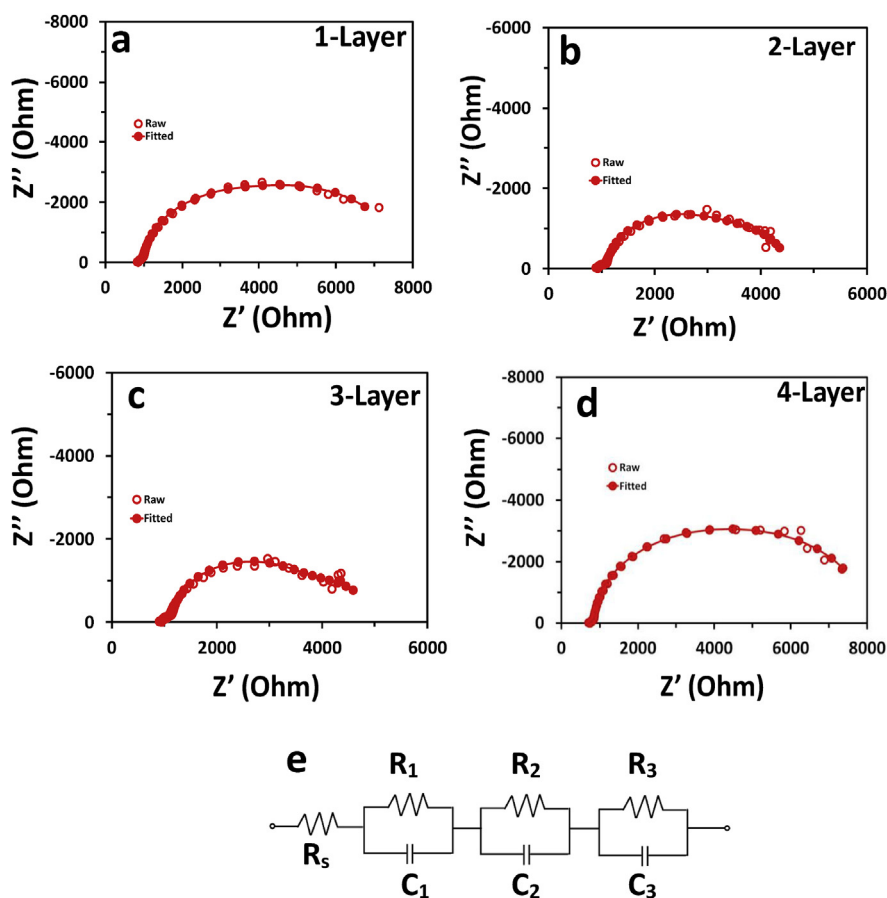 a
1-Layer
-8000
-6000
-4000
-2000
0
Raw
Fitted
Z'' (Ohm)
0
2000
4000
6000
8000
Z' (Ohm)
b
2-Layer
-6000
-4000
-2000
0
Raw
Fitted
Z'' (Ohm)
0
2000
4000
6000
Z' (Ohm)
c
3-Layer
-6000
-4000
-2000
0
Raw
Fitted
Z'' (Ohm)
0
2000
4000
6000
Z' (Ohm)
d
4-Layer
-8000
-6000
-4000
-2000
0
Raw
Fitted
Z'' (Ohm)
0
2000
4000
6000
8000
Z' (Ohm)
e
R₁ R₂ R₃
Rₛ
C₁ C₂ C₃